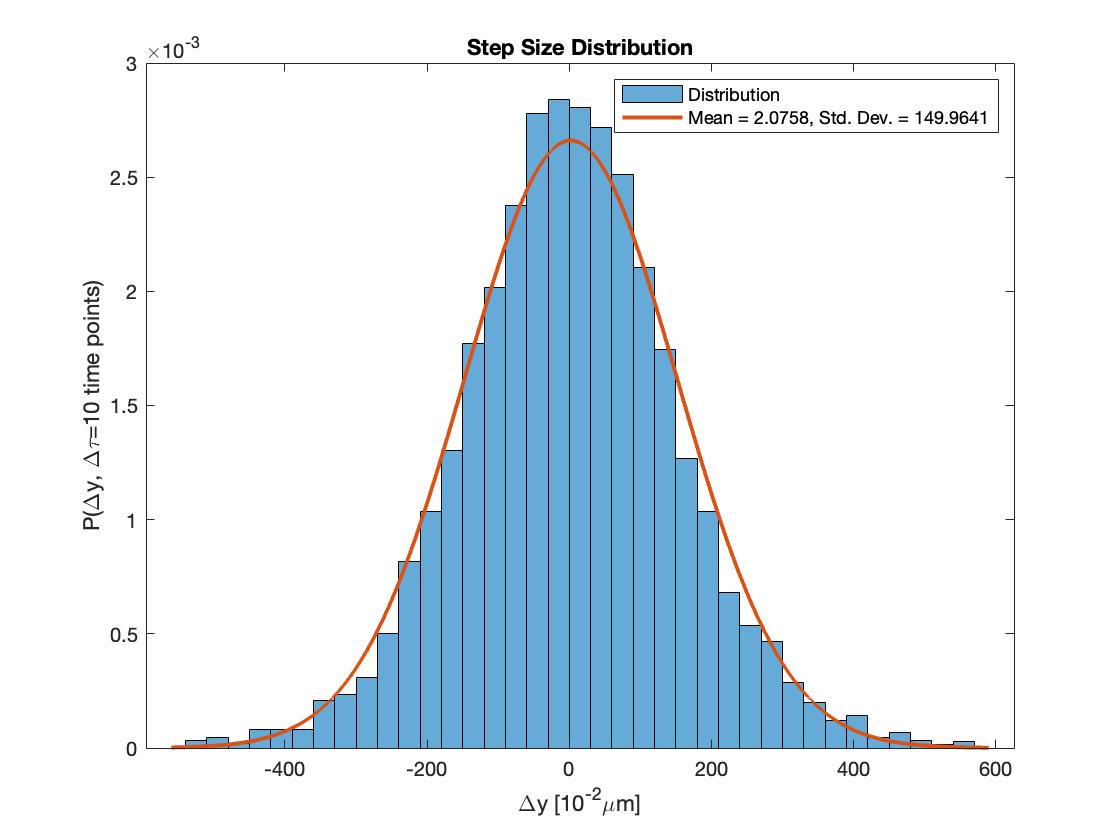 Step Size Distribution
×10⁻³
3
2.5
2
1.5
1
0.5
0
P(Δy, Δτ=10 time points)
Distribution
Mean = 2.0758, Std. Dev. = 149.9641
-400 -200 0 200 400 600
Δy [10⁻²μm]